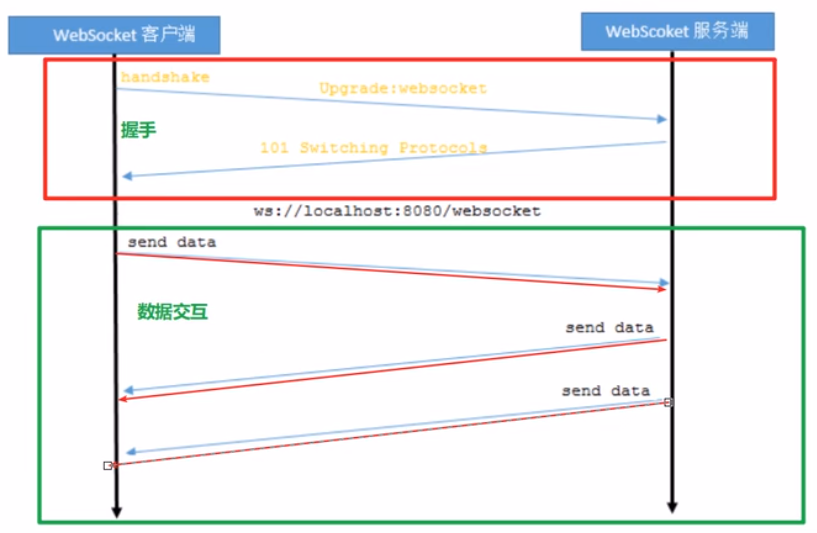 WebSocket 客户端
WebScoket 服务端
handshake
Upgrade:websocket
握手
101 Switching Protocols
ws://localhost:8080/websocket
send data
数据交互
send data
send data